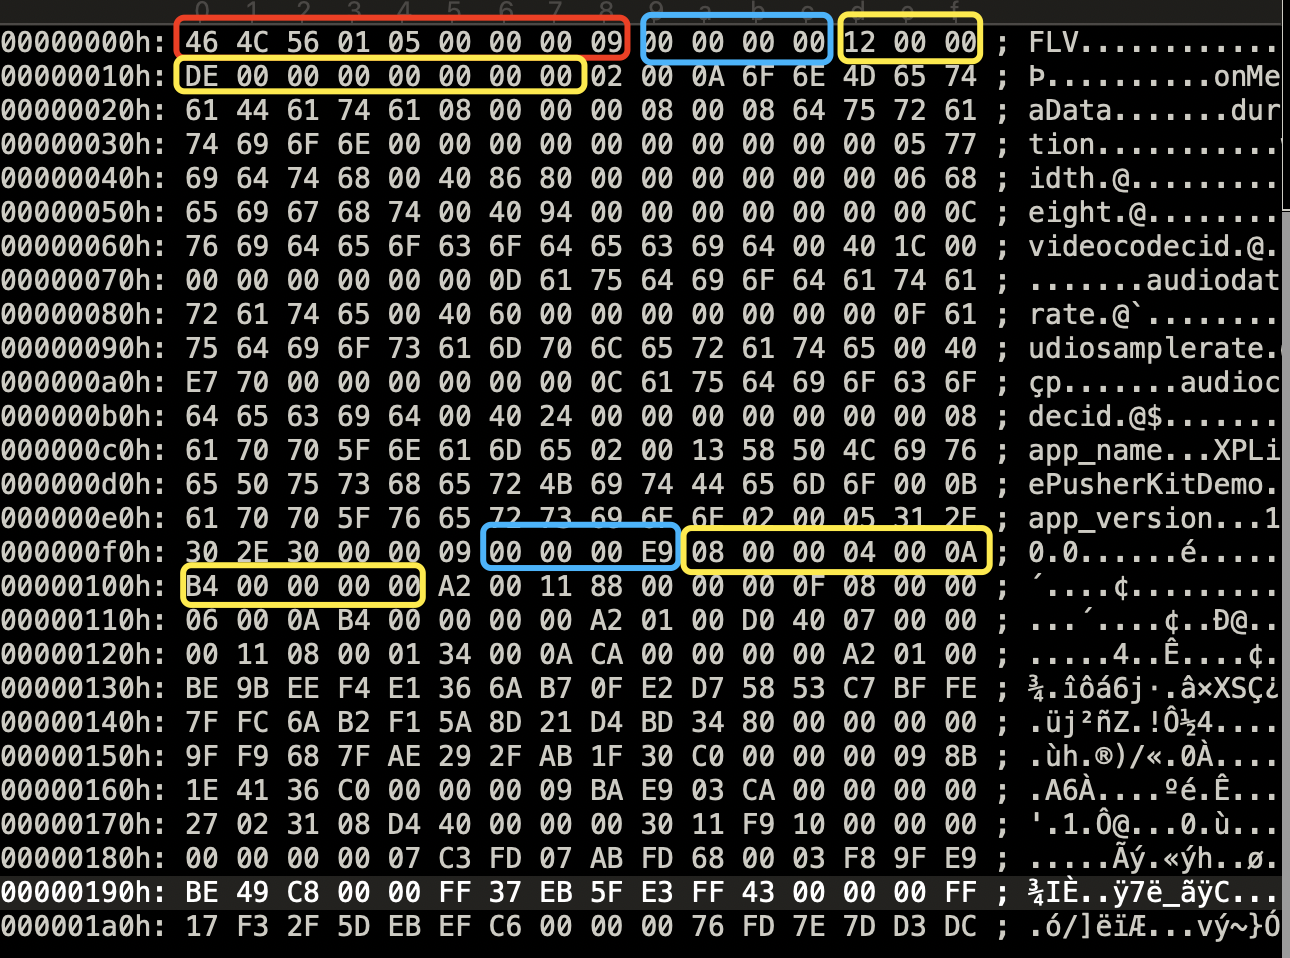 0 1 2 3 4 5 6 7 8 9 a b c d e f
00000000h: 46 4C 56 01 05 00 00 00 09 00 00 00 00 12 00 00 ; FLV.............
00000010h: DE 00 00 00 00 00 00 00 02 00 0A 6F 6E 4D 65 74 ; Þ..........onMe
00000020h: 61 44 61 74 61 08 00 00 00 08 00 08 64 75 72 61 ; aData.......dur
00000030h: 74 69 6F 6E 00 00 00 00 00 00 00 00 00 00 05 77 ; tion...........
00000040h: 69 64 74 68 00 40 86 80 00 00 00 00 00 00 06 68 ; idth.@.........
00000050h: 65 69 67 68 74 00 40 94 00 00 00 00 00 00 00 0C ; eight.@........
00000060h: 76 69 64 65 6F 63 6F 64 65 63 69 64 00 40 1C 00 ; videocodecid.@.
00000070h: 00 00 00 00 00 00 0D 61 75 64 69 6F 64 61 74 61 ; .......audiodat
00000080h: 72 61 74 65 00 40 60 00 00 00 00 00 00 00 0F 61 ; rate.@`.........
00000090h: 75 64 69 6F 73 61 6D 70 6C 65 72 61 74 65 00 40 ; udiosamplerate.
000000a0h: E7 70 00 00 00 00 00 00 0C 61 75 64 69 6F 63 6F ; çp.......audioc
000000b0h: 64 65 63 69 64 00 40 24 00 00 00 00 00 00 00 08 ; decid.@$........
000000c0h: 61 70 70 5F 6E 61 6D 65 02 00 13 58 50 4C 69 76 ; app_name...XPLi
000000d0h: 65 50 75 73 68 65 72 4B 69 74 44 65 6D 6F 00 0B ; ePusherKitDemo.
000000e0h: 61 70 70 5F 76 65 72 73 69 6F 6E 02 00 05 31 2E ; app_version...1
000000f0h: 30 2E 30 00 00 09 00 00 00 E9 08 00 00 04 00 0A ; 0.0......é......
00000100h: B4 00 00 00 00 A2 00 11 88 00 00 00 0F 08 00 00 ; ´....¢..........
00000110h: 06 00 0A B4 00 00 00 00 A2 01 00 D0 40 07 00 00 ; ...´....¢..Ð@...
00000120h: 00 11 08 00 01 34 00 0A CA 00 00 00 00 A2 01 00 ; .....4..Ê....¢.
00000130h: BE 9B EE F4 E1 36 6A B7 0F E2 D7 58 53 C7 BF FE ; ¾.îôá6j·.â×XSÇ¿
00000140h: 7F FC 6A B2 F1 5A 8D 21 D4 BD 34 80 00 00 00 00 ; .üj²ñZ.!Ô½4....
00000150h: 9F F9 68 7F AE 29 2F AB 1F 30 C0 00 00 00 09 8B ; .ùh.®)/«.0À....
00000160h: 1E 41 36 C0 00 00 00 09 BA E9 03 CA 00 00 00 00 ; .A6À....ºé.Ê...
00000170h: 27 02 31 08 D4 40 00 00 00 30 11 F9 10 00 00 00 ; '.1.Ô@...0.ù...
00000180h: 00 00 00 00 07 C3 FD 07 AB FD 68 00 03 F8 9F E9 ; .....Ãý.«ýh..ø.
00000190h: BE 49 C8 00 00 FF 37 EB 5F E3 FF 43 00 00 00 FF ; ¾IÈ..ÿ7ë_ãÿC...
000001a0h: 17 F3 2F 5D EB EF C6 00 00 00 76 FD 7E 7D D3 DC ; .ó/]ëïÆ...vý~}Ó